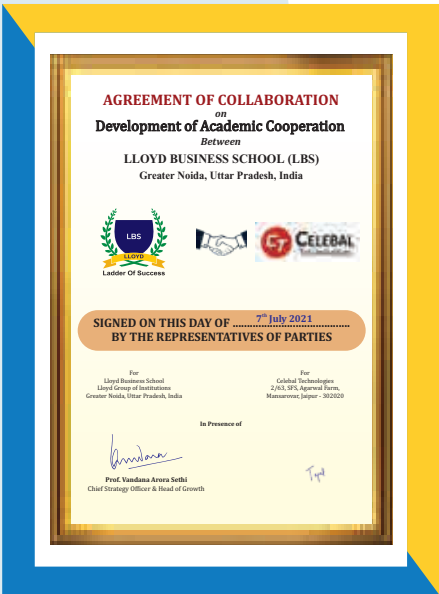 AGREEMENT OF COLLABORATION
on
Development of Academic Cooperation
Between
LLOYD BUSINESS SCHOOL (LBS)
Greater Noida, Uttar Pradesh, India
LBS
LLOYD
Ladder Of Success
CT
CELEBAL
SIGNED ON THIS DAY OF 7th July 2021
BY THE REPRESENTATIVES OF PARTIES
For
Lloyd Business School
Lloyd Group of Institutions
Greater Noida, Uttar Pradesh, India
For
Celebal Technologies
2/63, SFS, Agarwal Farm,
Mansarovar, Jaipur - 302020
In Presence of
Prof. Vandana Arora Sethi
Chief Strategy Officer & Head of Growth